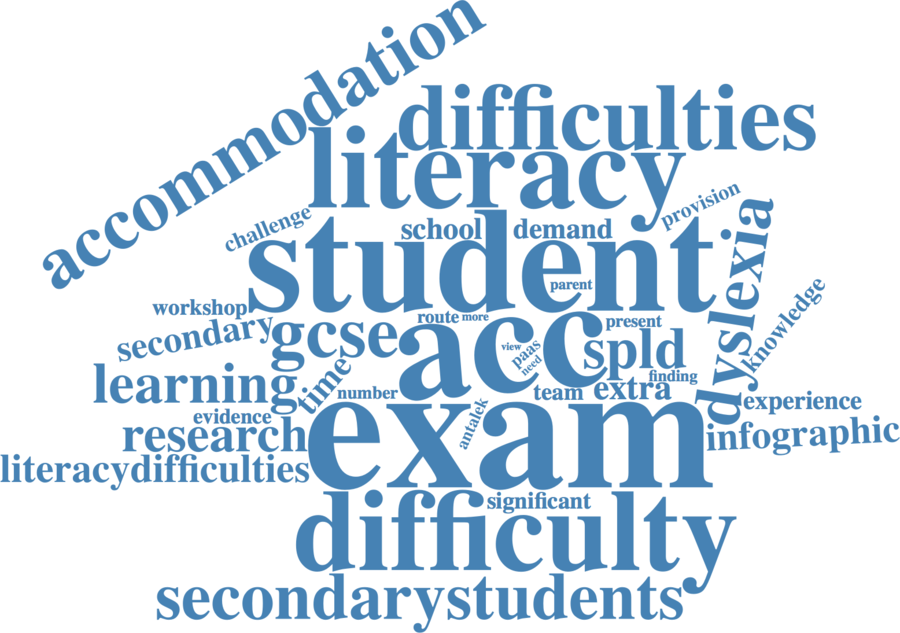 accommodation
difficulties
literacy
provision
challenge
school
demand
student
dyslexia
parent
knowledge
workshop
route
more
present
secondary
gcse
acc
view
paas
need
spld
learning
time
finding
number
team
extra
experience
evidence
antalek
research
exam
infographic
literacydifficulties
significant
difficulty
secondarystudents